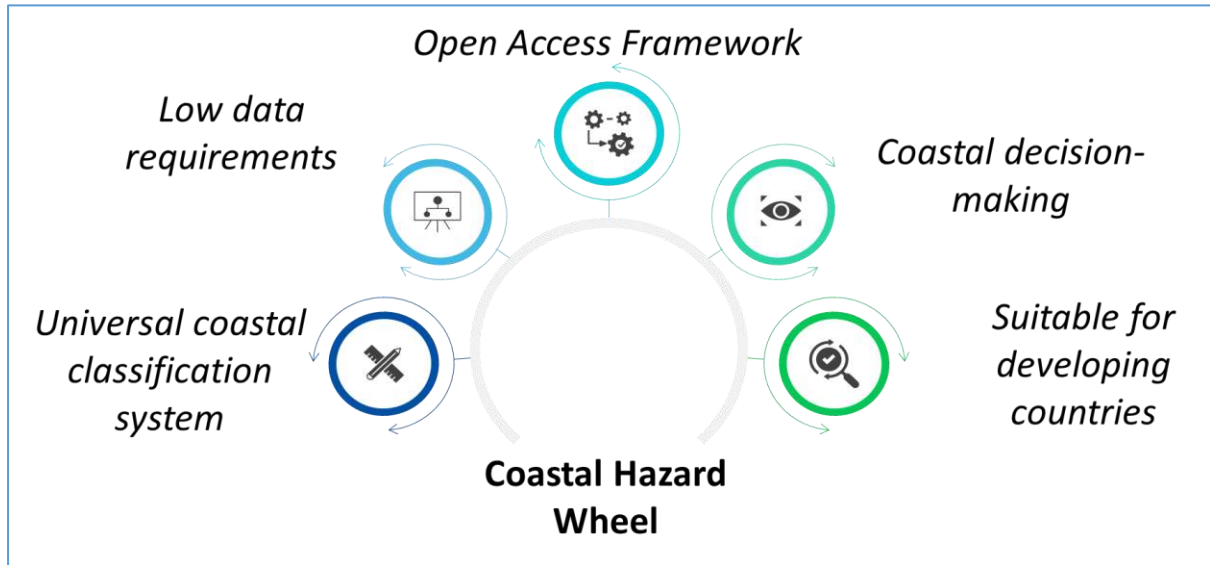 Open Access Framework
Low data
requirements
Coastal decision-
making
Universal coastal
classification
system
Suitable for
developing
countries
Coastal Hazard
Wheel